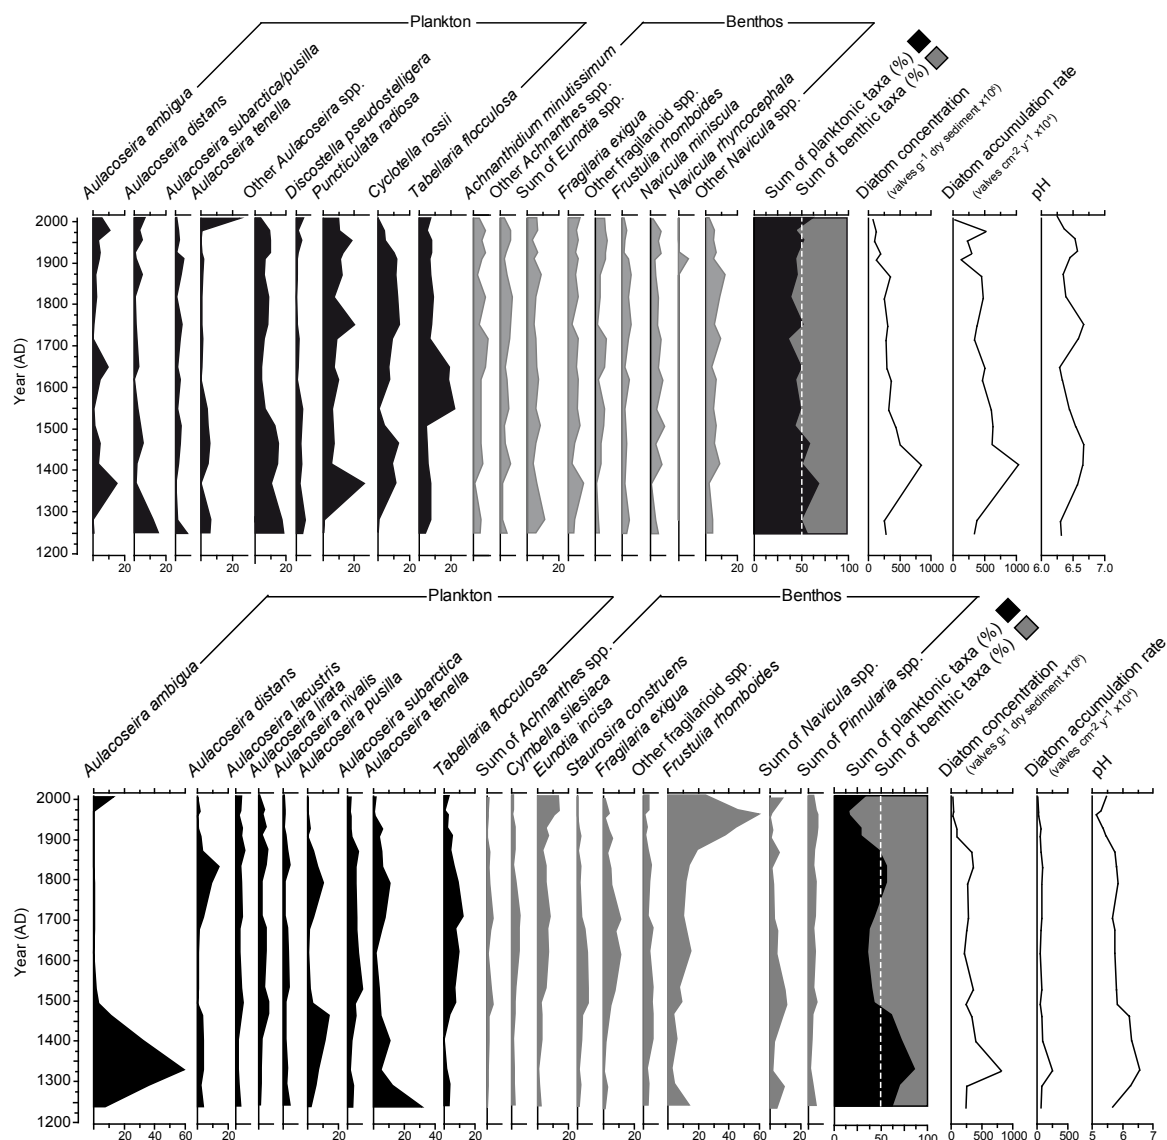 Plankton
Benthos
Aulacoseira ambigua
Aulacoseira distans
Aulacoseira subarctica/pusilla
Aulacoseira tenella
Other Aulacoseira spp.
Discostella pseudostelligera
Puncticulata radiosa
Cyclotella rossii
Tabellaria flocculosa
Achnanthidium minutissimum
Other Achnanthes spp.
Sum of Eunotia spp.
Fragilaria exigua
Other fragilarioid spp.
Frustulia rhomboides
Navicula miniscula
Navicula rhyncocephala
Other Navicula spp.
Sum of planktonic taxa (%)
Sum of benthic taxa (%)
Diatom concentration
(valves g-1 dry sediment x10⁶)
Diatom accumulation rate
(valves cm-2 y-1 x10⁴)
pH
2000
1900
1800
1700
1600
1500
1400
1300
1200
Year (AD)
20 20 20 20 20 20 20 20 0 50 100 0 500 1000 0 500 1000 6.0 6.5 7.0
Plankton
Benthos
Aulacoseira ambigua
Aulacoseira distans
Aulacoseira lacustris
Aulacoseira lirata
Aulacoseira nivalis
Aulacoseira pusilla
Aulacoseira subarctica
Aulacoseira tenella
Tabellaria flocculosa
Sum of Achnanthes spp.
Cymbella silesiaca
Eunotia incisa
Staurosira construens
Fragilaria exigua
Other fragilarioid spp.
Frustulia rhomboides
Sum of Navicula spp.
Sum of Pinnularia spp.
Sum of planktonic taxa (%)
Sum of benthic taxa (%)
Diatom concentration
(valves g-1 dry sediment x10⁶)
Diatom accumulation rate
(valves cm-2 y-1 x10⁴)
pH
2000
1900
1800
1700
1600
1500
1400
1300
1200
Year (AD)
20 40 60 20 20 20 40 20 20 20 40 60 20 0 50 100 0 500 0 500 5 6 7